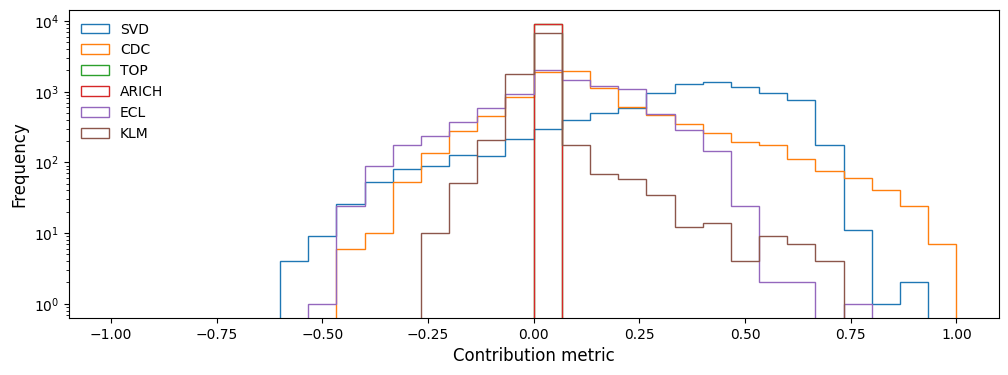 SVD
CDC
TOP
ARICH
ECL
KLM
Frequency
10⁴
10³
10²
10¹
10⁰
−1.00 −0.75 −0.50 −0.25 0.00 0.25 0.50 0.75 1.00
Contribution metric